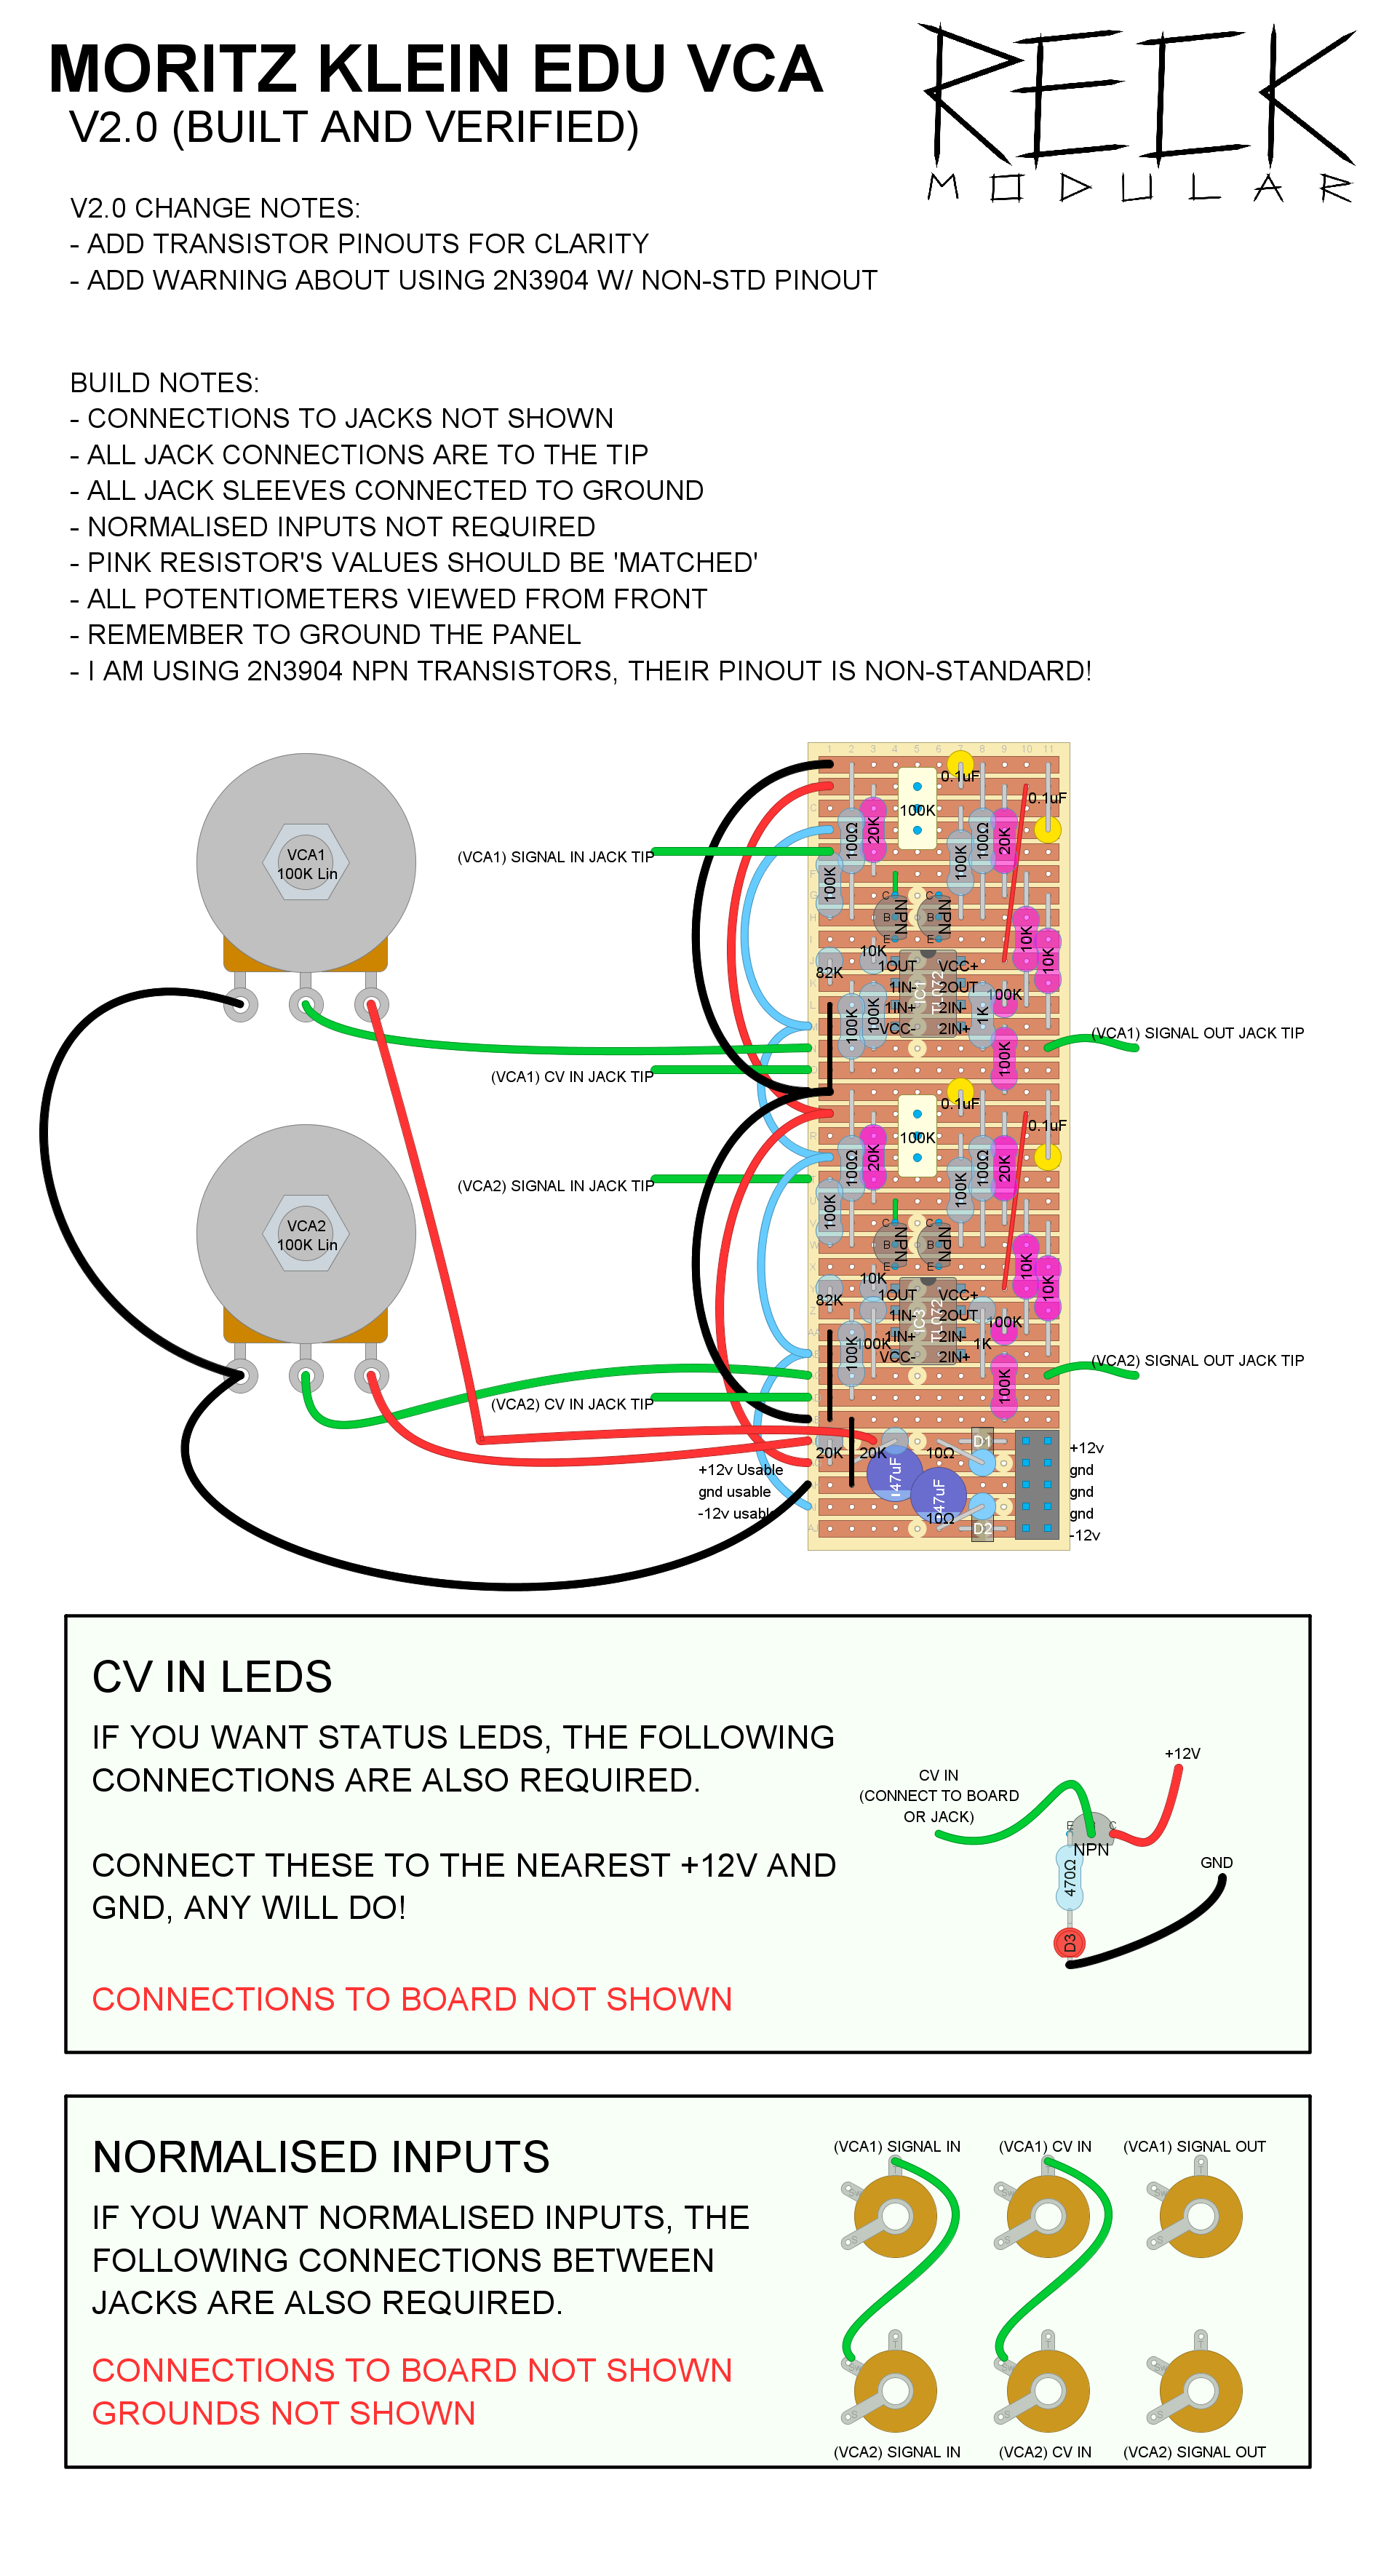 MORITZ KLEIN EDU VCA
V2.0 (BUILT AND VERIFIED)
REIK
MODULAR
V2.0 CHANGE NOTES:
- ADD TRANSISTOR PINOUTS FOR CLARITY
- ADD WARNING ABOUT USING 2N3904 W/ NON-STD PINOUT
BUILD NOTES:
- CONNECTIONS TO JACKS NOT SHOWN
- ALL JACK CONNECTIONS ARE TO THE TIP
- ALL JACK SLEEVES CONNECTED TO GROUND
- NORMALISED INPUTS NOT REQUIRED
- PINK RESISTOR'S VALUES SHOULD BE 'MATCHED'
- ALL POTENTIOMETERS VIEWED FROM FRONT
- REMEMBER TO GROUND THE PANEL
- I AM USING 2N3904 NPN TRANSISTORS, THEIR PINOUT IS NON-STANDARD!
1 2 3 4 5 6 7 8 9 10 11
VCA1
100K Lin
(VCA1) SIGNAL IN JACK TIP
0.1uF
0.1uF
100K
100Ω
20K
100K
100Ω
20K
100K
C C
B B
E E
NPN NPN
10K
10K
10K
82K
1OUT VCC+
1IN- 2OUT
1IN+ 2IN-
VCC- 2IN+
IC1
TL072
100K
100K
100K
1K
100K
(VCA1) SIGNAL OUT JACK TIP
(VCA1) CV IN JACK TIP
VCA2
100K Lin
(VCA2) SIGNAL IN JACK TIP
0.1uF
0.1uF
100K
100Ω
20K
100K
100Ω
20K
100K
C C
B B
E E
NPN NPN
10K
10K
10K
82K
1OUT VCC+
1IN- 2OUT
1IN+ 2IN-
VCC- 2IN+
IC3
TL072
100K
100K
100K
1K
100K
(VCA2) SIGNAL OUT JACK TIP
(VCA2) CV IN JACK TIP
20K 20K 10Ω D1
47uF
47uF
10Ω D2
+12v Usable
gnd usable
-12v usable
+12v
gnd
gnd
gnd
-12v
CV IN LEDS
IF YOU WANT STATUS LEDS, THE FOLLOWING
CONNECTIONS ARE ALSO REQUIRED.
CONNECT THESE TO THE NEAREST +12V AND
GND, ANY WILL DO!
CONNECTIONS TO BOARD NOT SHOWN
CV IN
(CONNECT TO BOARD
OR JACK)
+12V
E C
NPN
470Ω
D3
GND
NORMALISED INPUTS
IF YOU WANT NORMALISED INPUTS, THE
FOLLOWING CONNECTIONS BETWEEN
JACKS ARE ALSO REQUIRED.
CONNECTIONS TO BOARD NOT SHOWN
GROUNDS NOT SHOWN
(VCA1) SIGNAL IN (VCA1) CV IN (VCA1) SIGNAL OUT
(VCA2) SIGNAL IN (VCA2) CV IN (VCA2) SIGNAL OUT